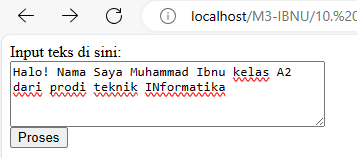 localhost/M3-IBNU/10.%20
Input teks di sini:
Halo! Nama Saya Muhammad Ibnu kelas A2
dari prodi teknik INformatika
Proses